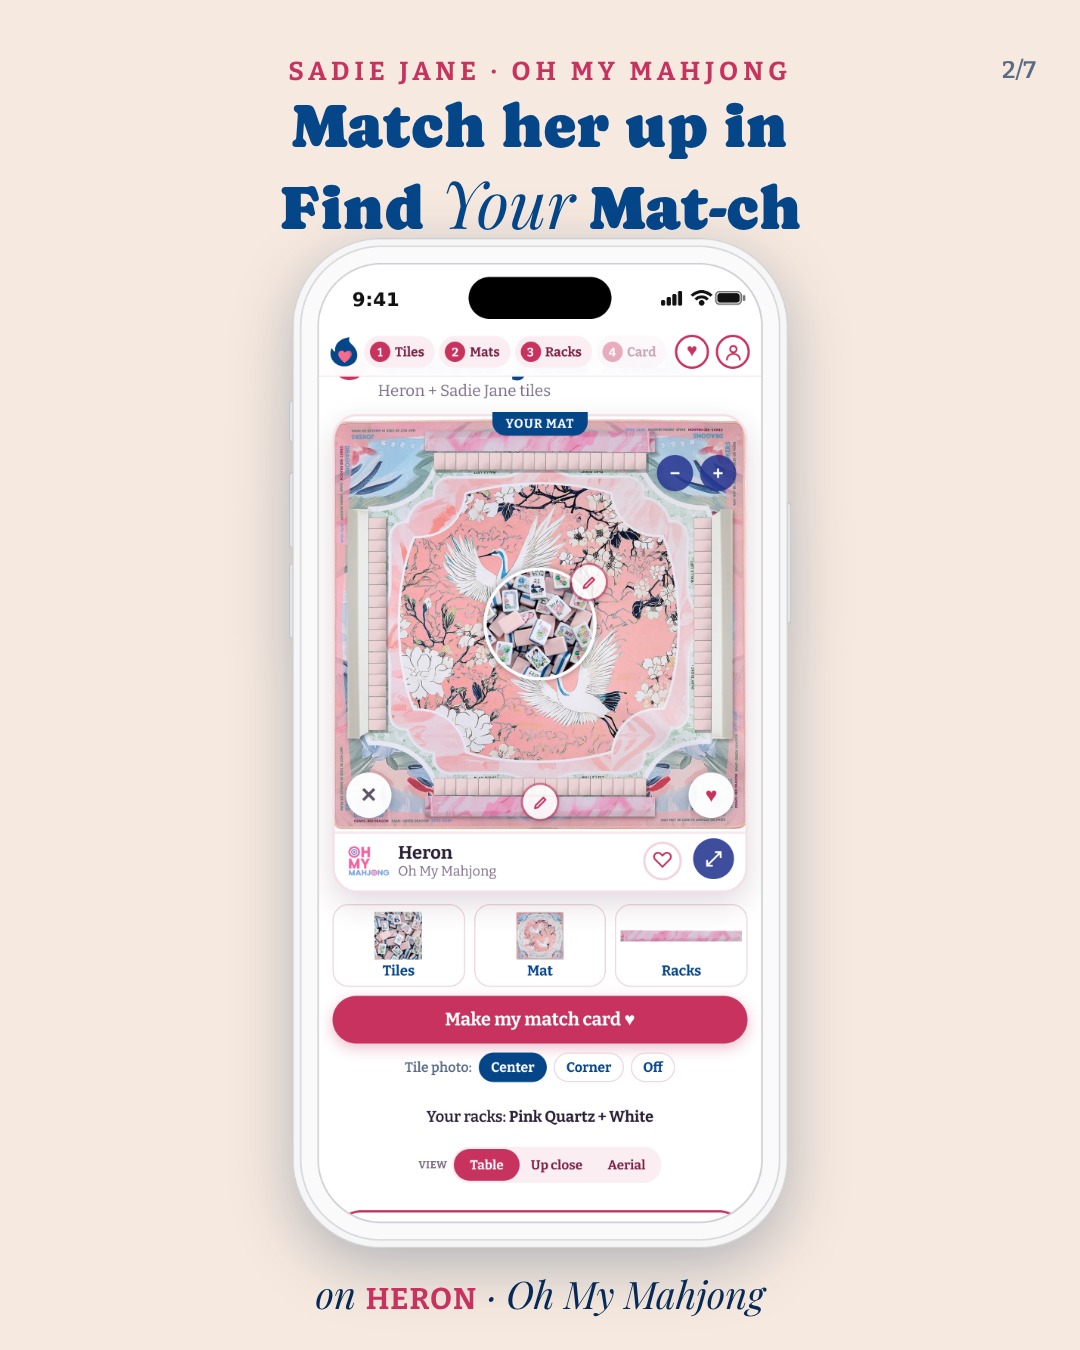 SADIE JANE · OH MY MAHJONG
2/7
Match her up in
Find Your Mat-ch
9:41
1 Tiles
2 Mats
3 Racks
4 Card
Heron + Sadie Jane tiles
YOUR MAT
OH
MY
MAHJONG
Heron
Oh My Mahjong
Tiles
Mat
Racks
Make my match card ♥
Tile photo: Center Corner Off
Your racks: Pink Quartz + White
VIEW Table Up close Aerial
on HERON · Oh My Mahjong